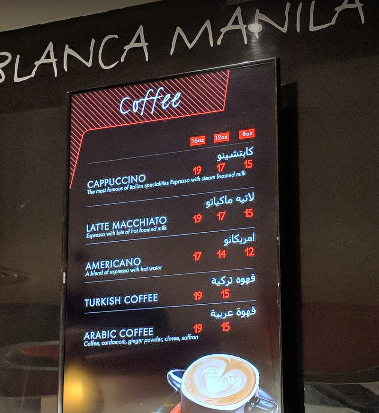 BLANCA MANILA
Coffee
16oz 12oz 8oz
كابتشينو
CAPPUCCINO 19 17 15
The most famous of Italian specialities Espresso with steam foamed milk
لاتيه ماكياتو
LATTE MACCHIATO 19 17 15
Espresso with lots of hot foamed milk
امريكانو
AMERICANO 17 14 12
A blend of espresso with hot water
قهوة تركية
TURKISH COFFEE 19 15
قهوة عربية
ARABIC COFFEE 19 15
Coffee, cardamom, ginger powder, cloves, saffran